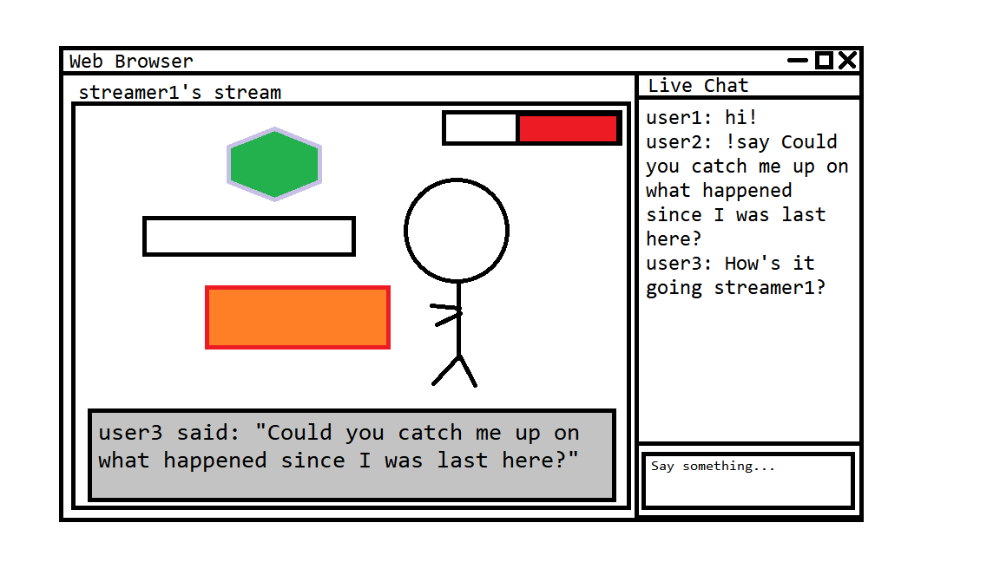 Web Browser
streamer1's stream
user3 said: "Could you catch me up on
what happened since I was last here?"
Live Chat
user1: hi!
user2: !say Could
you catch me up on
what happened
since I was last
here?
user3: How's it
going streamer1?
Say something...